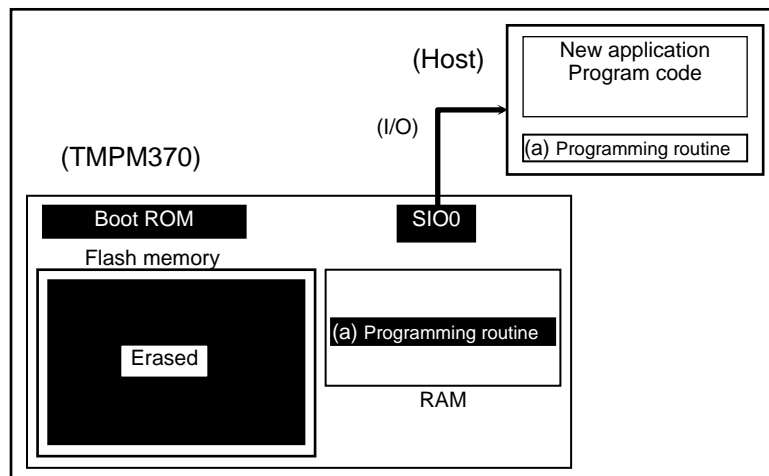 (Host)
New application
Program code
(I/O)
(a) Programming routine
(TMPM370)
Boot ROM
SIO0
Flash memory
(a) Programming routine
Erased
RAM